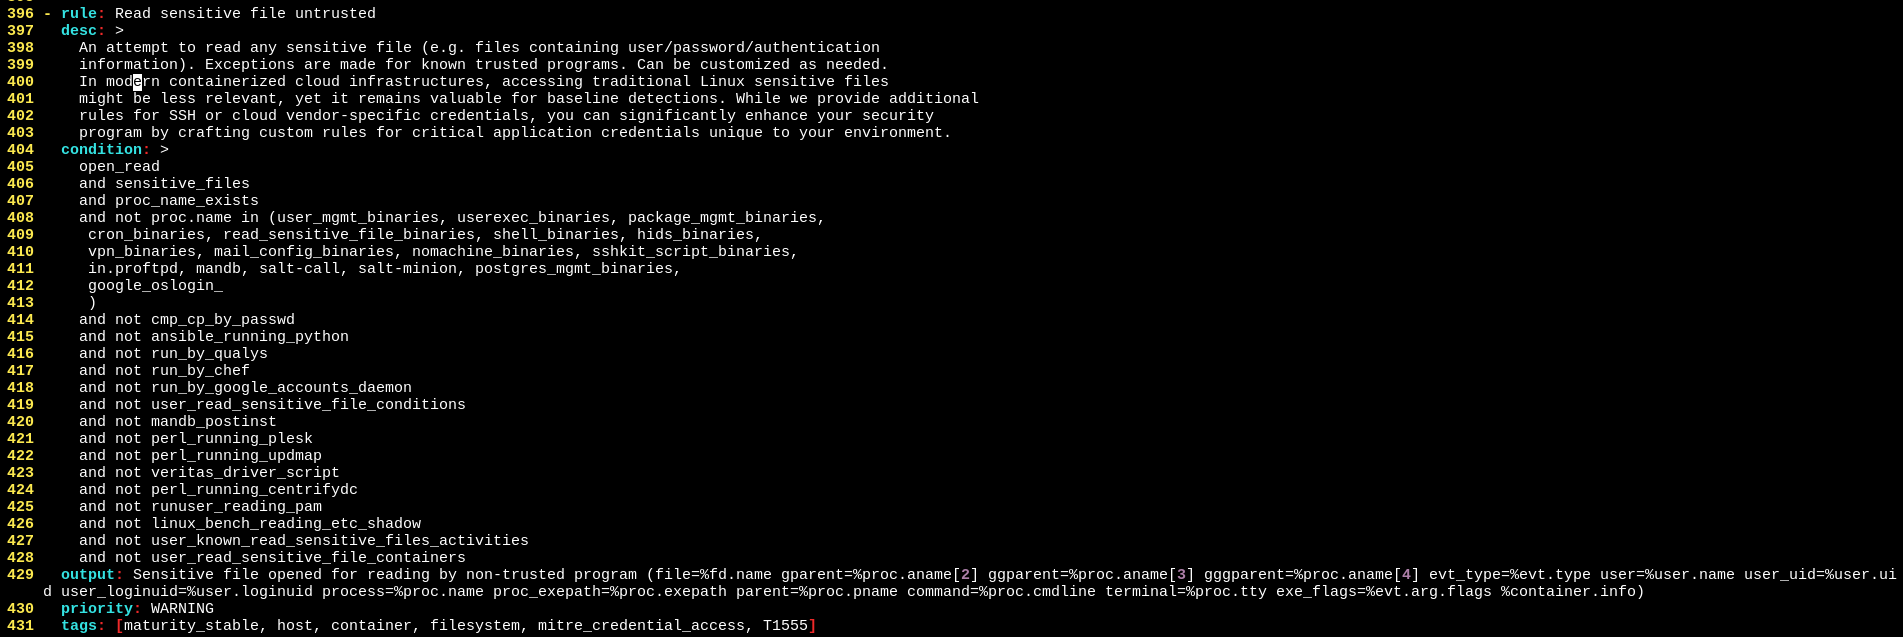 396 - rule: Read sensitive file untrusted
397   desc: >
398     An attempt to read any sensitive file (e.g. files containing user/password/authentication
399     information). Exceptions are made for known trusted programs. Can be customized as needed.
400     In modern containerized cloud infrastructures, accessing traditional Linux sensitive files
401     might be less relevant, yet it remains valuable for baseline detections. While we provide additional
402     rules for SSH or cloud vendor-specific credentials, you can significantly enhance your security
403     program by crafting custom rules for critical application credentials unique to your environment.
404   condition: >
405     open_read
406     and sensitive_files
407     and proc_name_exists
408     and not proc.name in (user_mgmt_binaries, userexec_binaries, package_mgmt_binaries,
409      cron_binaries, read_sensitive_file_binaries, shell_binaries, hids_binaries,
410      vpn_binaries, mail_config_binaries, nomachine_binaries, sshkit_script_binaries,
411      in.proftpd, mandb, salt-call, salt-minion, postgres_mgmt_binaries,
412      google_oslogin_
413      )
414     and not cmp_cp_by_passwd
415     and not ansible_running_python
416     and not run_by_qualys
417     and not run_by_chef
418     and not run_by_google_accounts_daemon
419     and not user_read_sensitive_file_conditions
420     and not mandb_postinst
421     and not perl_running_plesk
422     and not perl_running_updmap
423     and not veritas_driver_script
424     and not perl_running_centrifydc
425     and not runuser_reading_pam
426     and not linux_bench_reading_etc_shadow
427     and not user_known_read_sensitive_files_activities
428     and not user_read_sensitive_file_containers
429   output: Sensitive file opened for reading by non-trusted program (file=%fd.name gparent=%proc.aname[2] ggparent=%proc.aname[3] gggparent=%proc.aname[4] evt_type=%evt.type user=%user.name user_uid=%user.ui
d user_loginuid=%user.loginuid process=%proc.name proc_exepath=%proc.exepath parent=%proc.pname command=%proc.cmdline terminal=%proc.tty exe_flags=%evt.arg.flags %container.info)
430   priority: WARNING
431   tags: [maturity_stable, host, container, filesystem, mitre_credential_access, T1555]